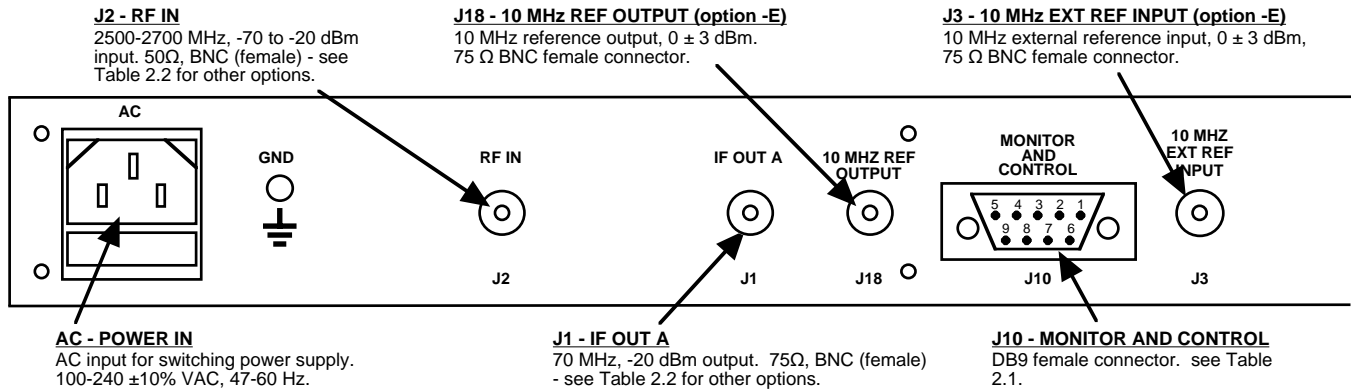 J2 - RF IN
2500-2700 MHz, -70 to -20 dBm
input. 50Ω, BNC (female) - see
Table 2.2 for other options.
J18 - 10 MHz REF OUTPUT (option -E)
10 MHz reference output, 0 ± 3 dBm.
75 Ω BNC female connector.
J3 - 10 MHz EXT REF INPUT (option -E)
10 MHz external reference input, 0 ± 3 dBm,
75 Ω BNC female connector.
AC
GND
RF IN
IF OUT A
10 MHZ REF
OUTPUT
MONITOR
AND
CONTROL
10 MHZ
EXT REF
INPUT
5 4 3 2 1
9 8 7 6
J2
J1
J18
J10
J3
AC - POWER IN
AC input for switching power supply.
100-240 ±10% VAC, 47-60 Hz.
J1 - IF OUT A
70 MHz, -20 dBm output. 75Ω, BNC (female)
- see Table 2.2 for other options.
J10 - MONITOR AND CONTROL
DB9 female connector. see Table
2.1.